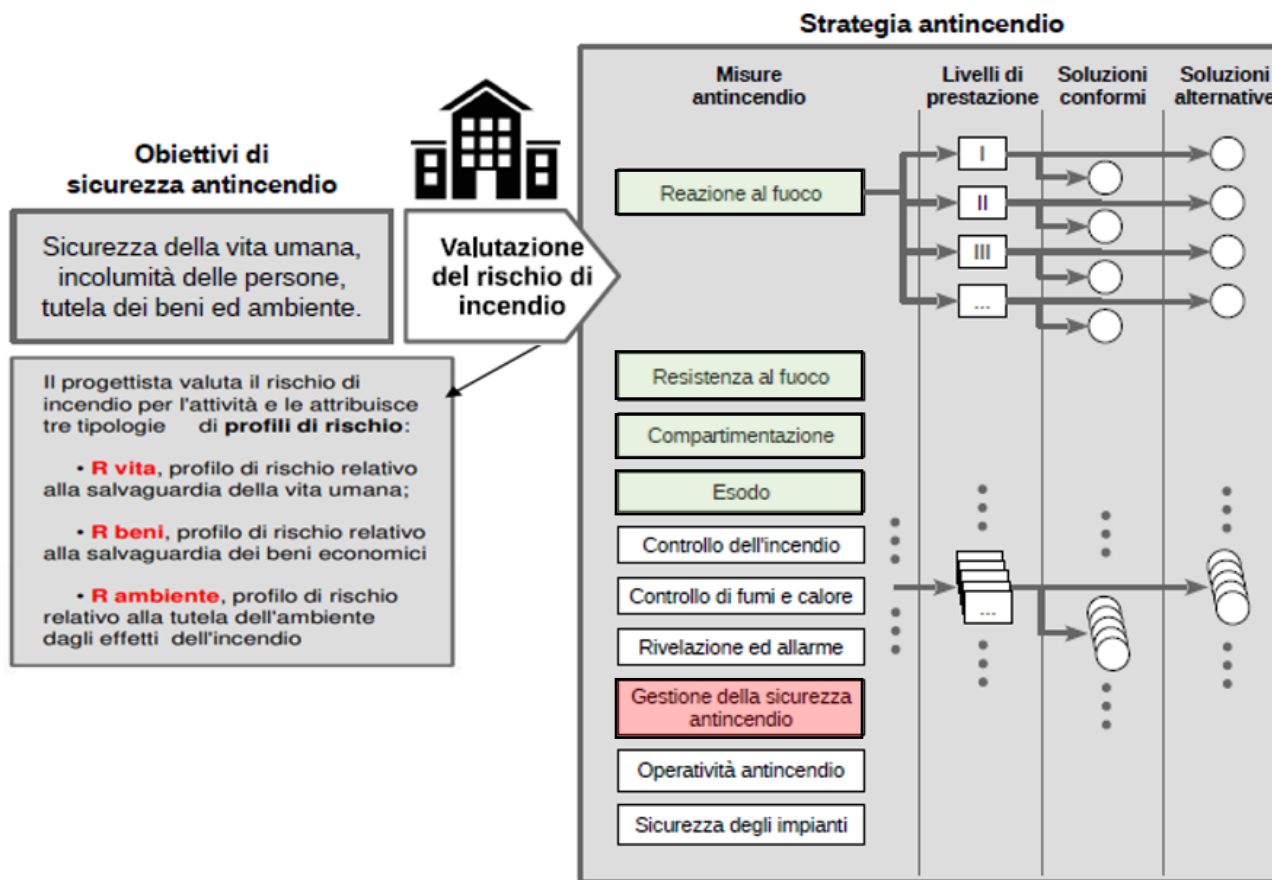 Strategia antincendio
Obiettivi di
sicurezza antincendio
Sicurezza della vita umana,
incolumità delle persone,
tutela dei beni ed ambiente.
Valutazione
del rischio di
incendio
Il progettista valuta il rischio di
incendio per l'attività e le attribuisce
tre tipologie di profili di rischio:
• R vita, profilo di rischio relativo
alla salvaguardia della vita umana;
• R beni, profilo di rischio relativo
alla salvaguardia dei beni economici
• R ambiente, profilo di rischio
relativo alla tutela dell'ambiente
dagli effetti dell'incendio
Misure
antincendio
Livelli di
prestazione
Soluzioni
conformi
Soluzioni
alternative
Reazione al fuoco
I
II
III
...
Resistenza al fuoco
Compartimentazione
Esodo
Controllo dell'incendio
Controllo di fumi e calore
...
Rivelazione ed allarme
Gestione della sicurezza
antincendio
Operatività antincendio
Sicurezza degli impianti